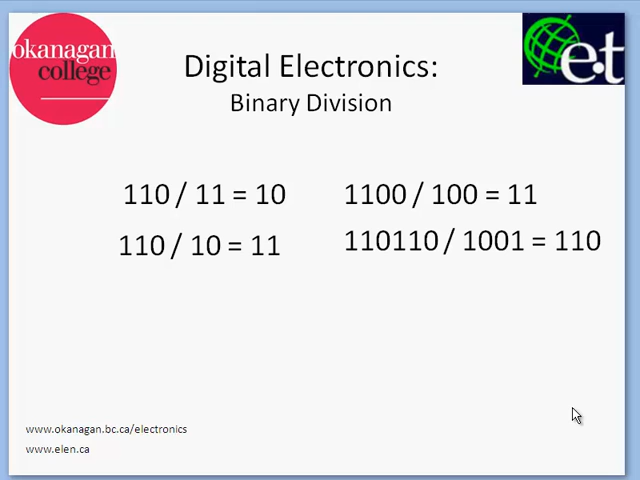 okanagan
college
e.t
Digital Electronics:
Binary Division
110 / 11 = 10
110 / 10 = 11
1100 / 100 = 11
110110 / 1001 = 110
www.okanagan.bc.ca/electronics
www.elen.ca